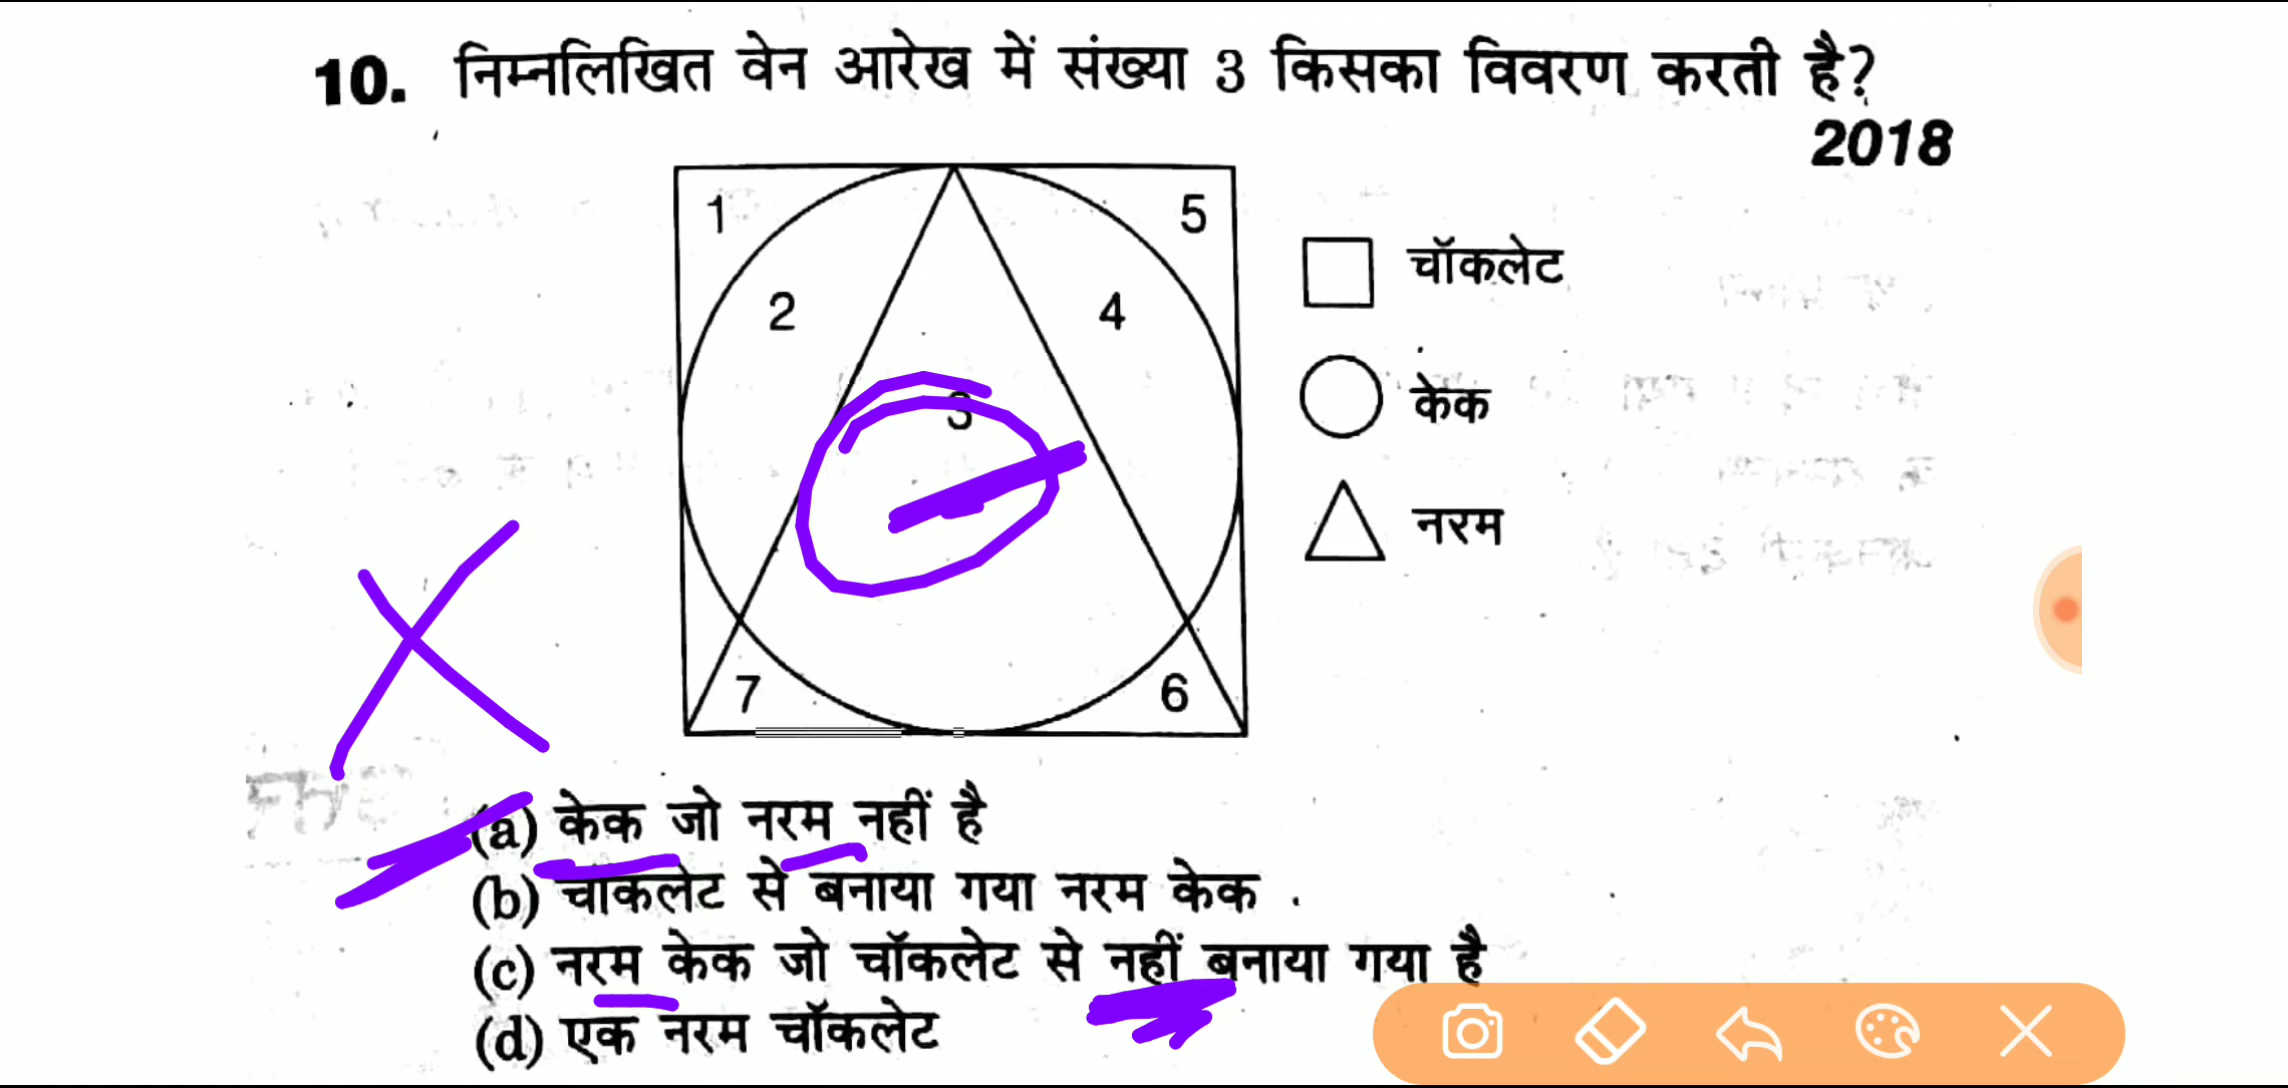 10. निम्नलिखित वेन आरेख में संख्या 3 किसका विवरण करती है?
2018
1
5
चॉकलेट
2
4
3
केक
नरम
7
6
(a) केक जो नरम नहीं है
(b) चॉकलेट से बनाया गया नरम केक
(c) नरम केक जो चॉकलेट से नहीं बनाया गया है
(d) एक नरम चॉकलेट